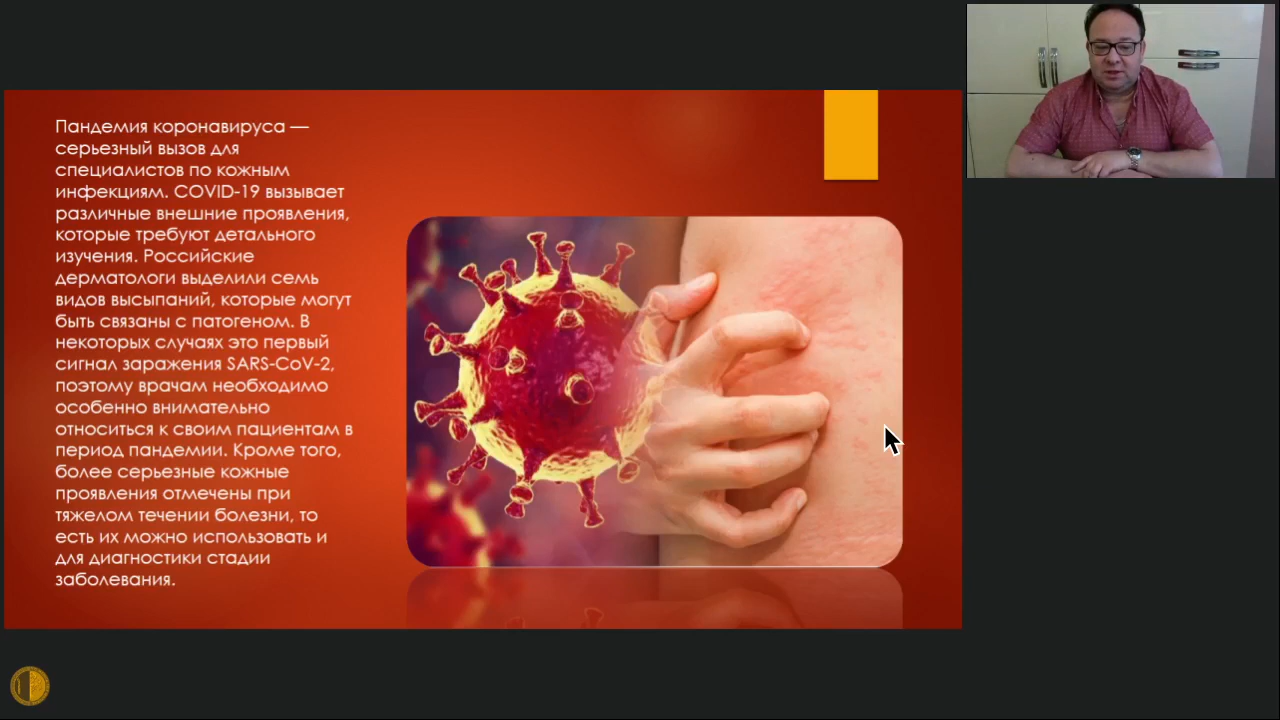 Пандемия коронавируса —
серьезный вызов для
специалистов по кожным
инфекциям. COVID-19 вызывает
различные внешние проявления,
которые требуют детального
изучения. Российские
дерматологи выделили семь
видов высыпаний, которые могут
быть связаны с патогеном. В
некоторых случаях это первый
сигнал заражения SARS-CoV-2,
поэтому врачам необходимо
особенно внимательно
относиться к своим пациентам в
период пандемии. Кроме того,
более серьезные кожные
проявления отмечены при
тяжелом течении болезни, то
есть их можно использовать и
для диагностики стадии
заболевания.